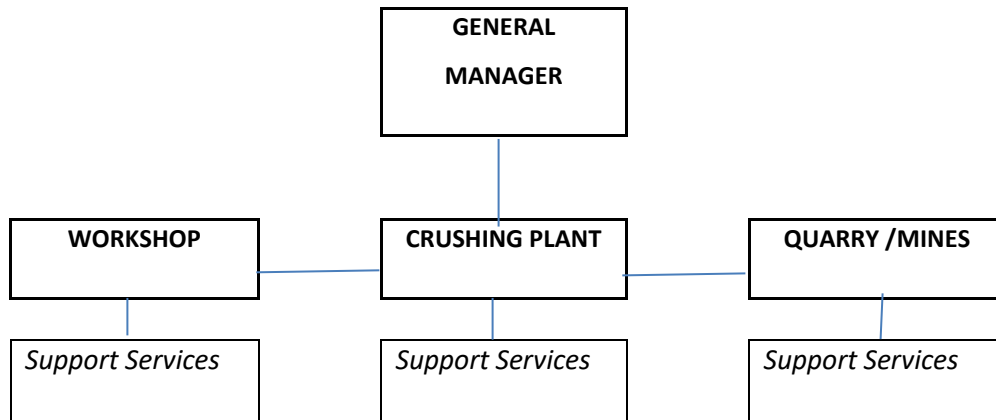 GENERAL
MANAGER
WORKSHOP
CRUSHING PLANT
QUARRY /MINES
Support Services
Support Services
Support Services